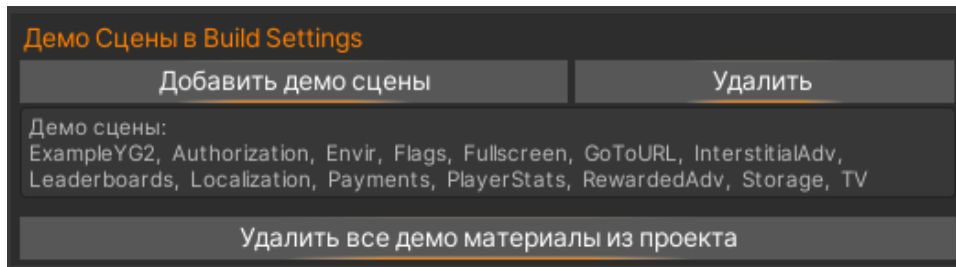 Демо Сцены в Build Settings
Добавить демо сцены
Удалить
Демо сцены:
ExampleYG2, Authorization, Envir, Flags, Fullscreen, GoToURL, InterstitialAdv,
Leaderboards, Localization, Payments, PlayerStats, RewardedAdv, Storage, TV
Удалить все демо материалы из проекта